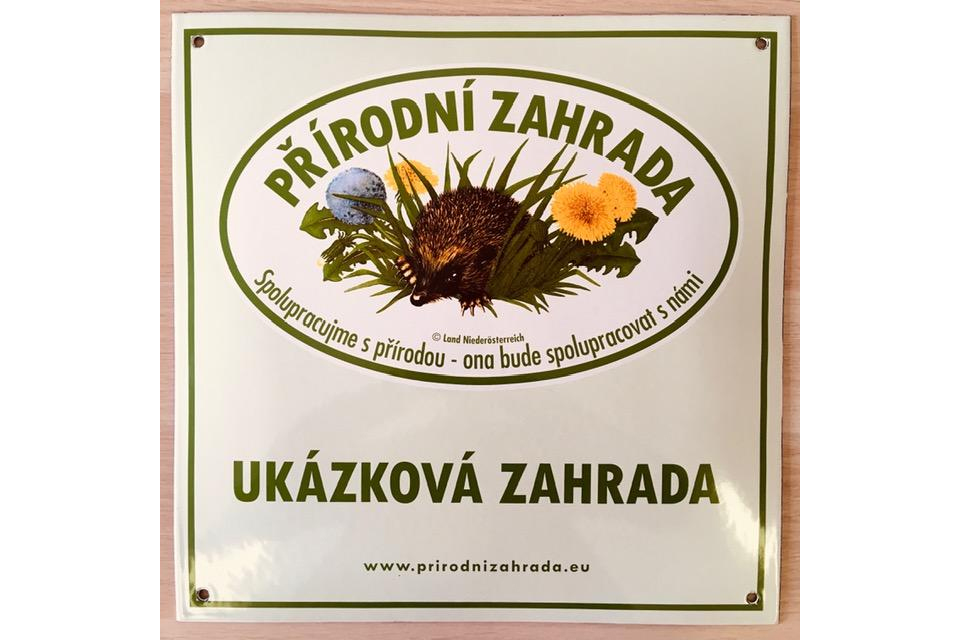 PŘÍRODNÍ ZAHRADA
© Land Niederösterreich
Spolupracujme s přírodou - ona bude spolupracovat s námi
UKÁZKOVÁ ZAHRADA
www.prirodnizahrada.eu